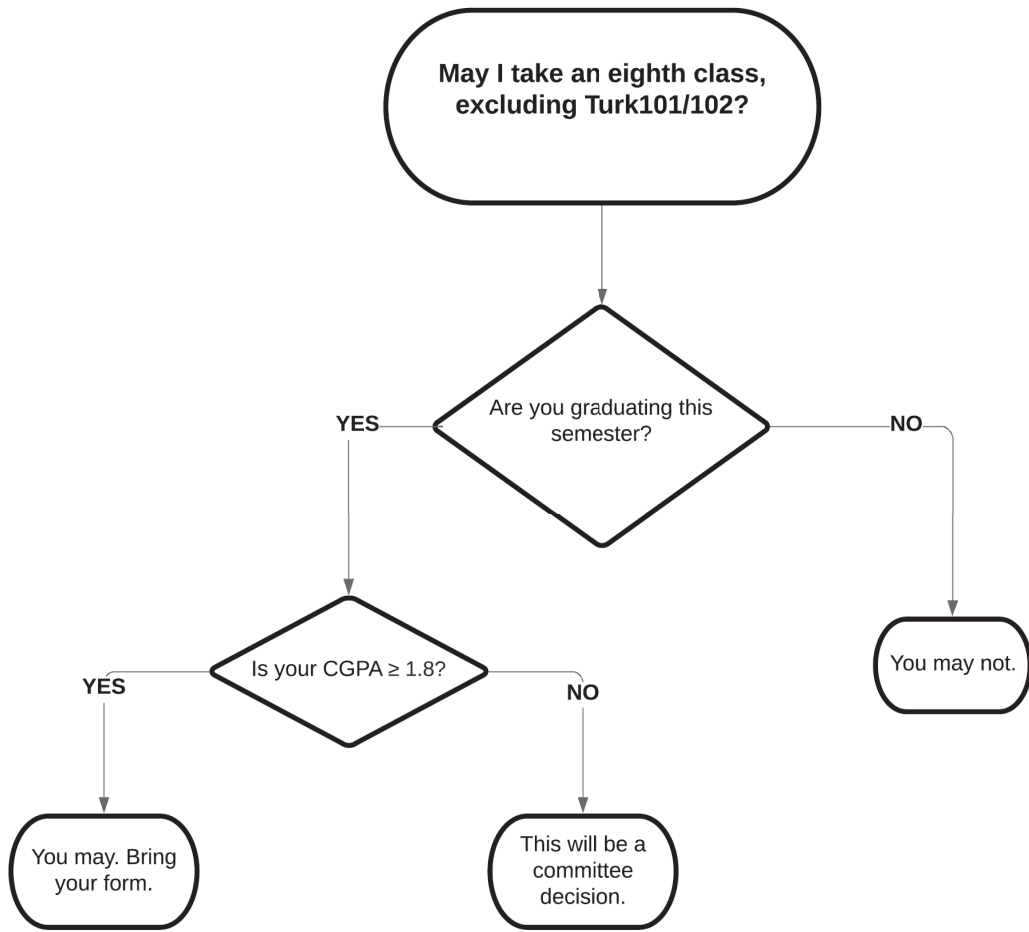 May I take an eighth class,
excluding Turk101/102?
Are you graduating this
semester?
YES
NO
Is your CGPA ≥ 1.8?
You may not.
YES
NO
You may. Bring
your form.
This will be a
committee
decision.